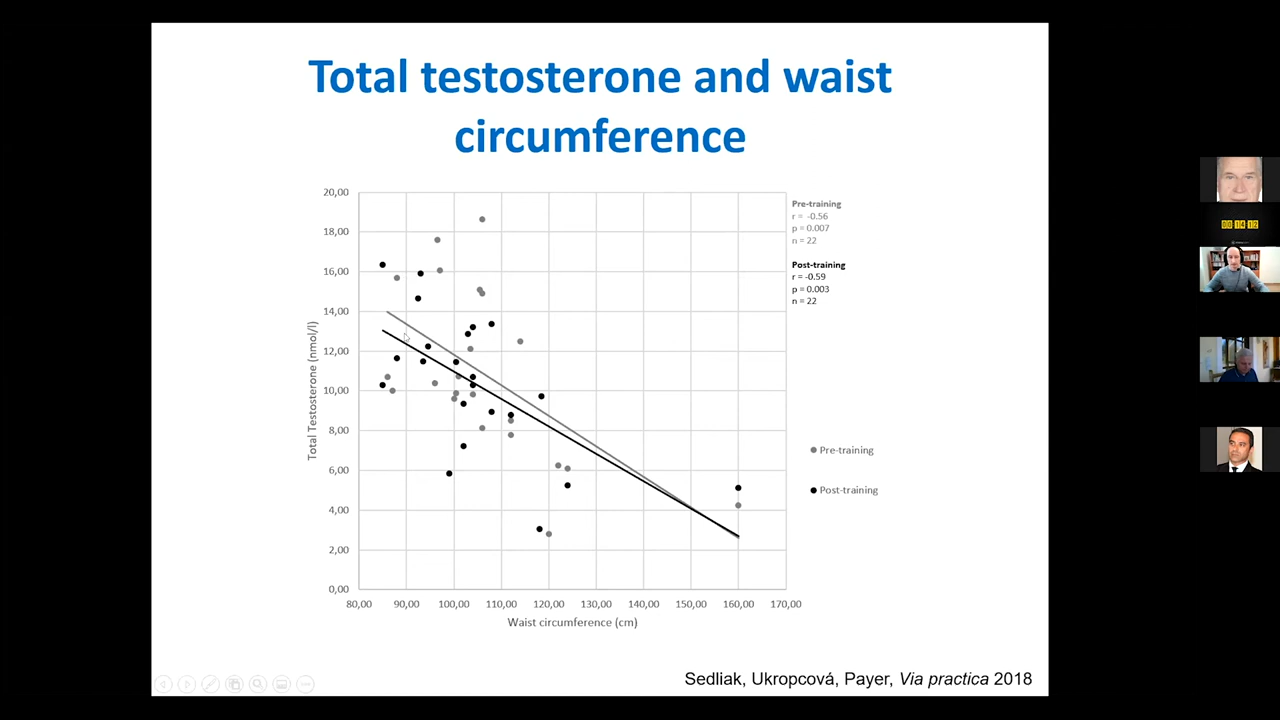 Total testosterone and waist
circumference
20,00
18,00
16,00
14,00
12,00
10,00
8,00
6,00
4,00
2,00
0,00
Total Testosterone (nmol/l)
80,00 90,00 100,00 110,00 120,00 130,00 140,00 150,00 160,00 170,00
Waist circumference (cm)
Pre-training
r = -0.56
p = 0.007
n = 22
Post-training
r = -0.59
p = 0.003
n = 22
Pre-training
Post-training
Sedliak, Ukropcová, Payer, Via practica 2018
00:14:12